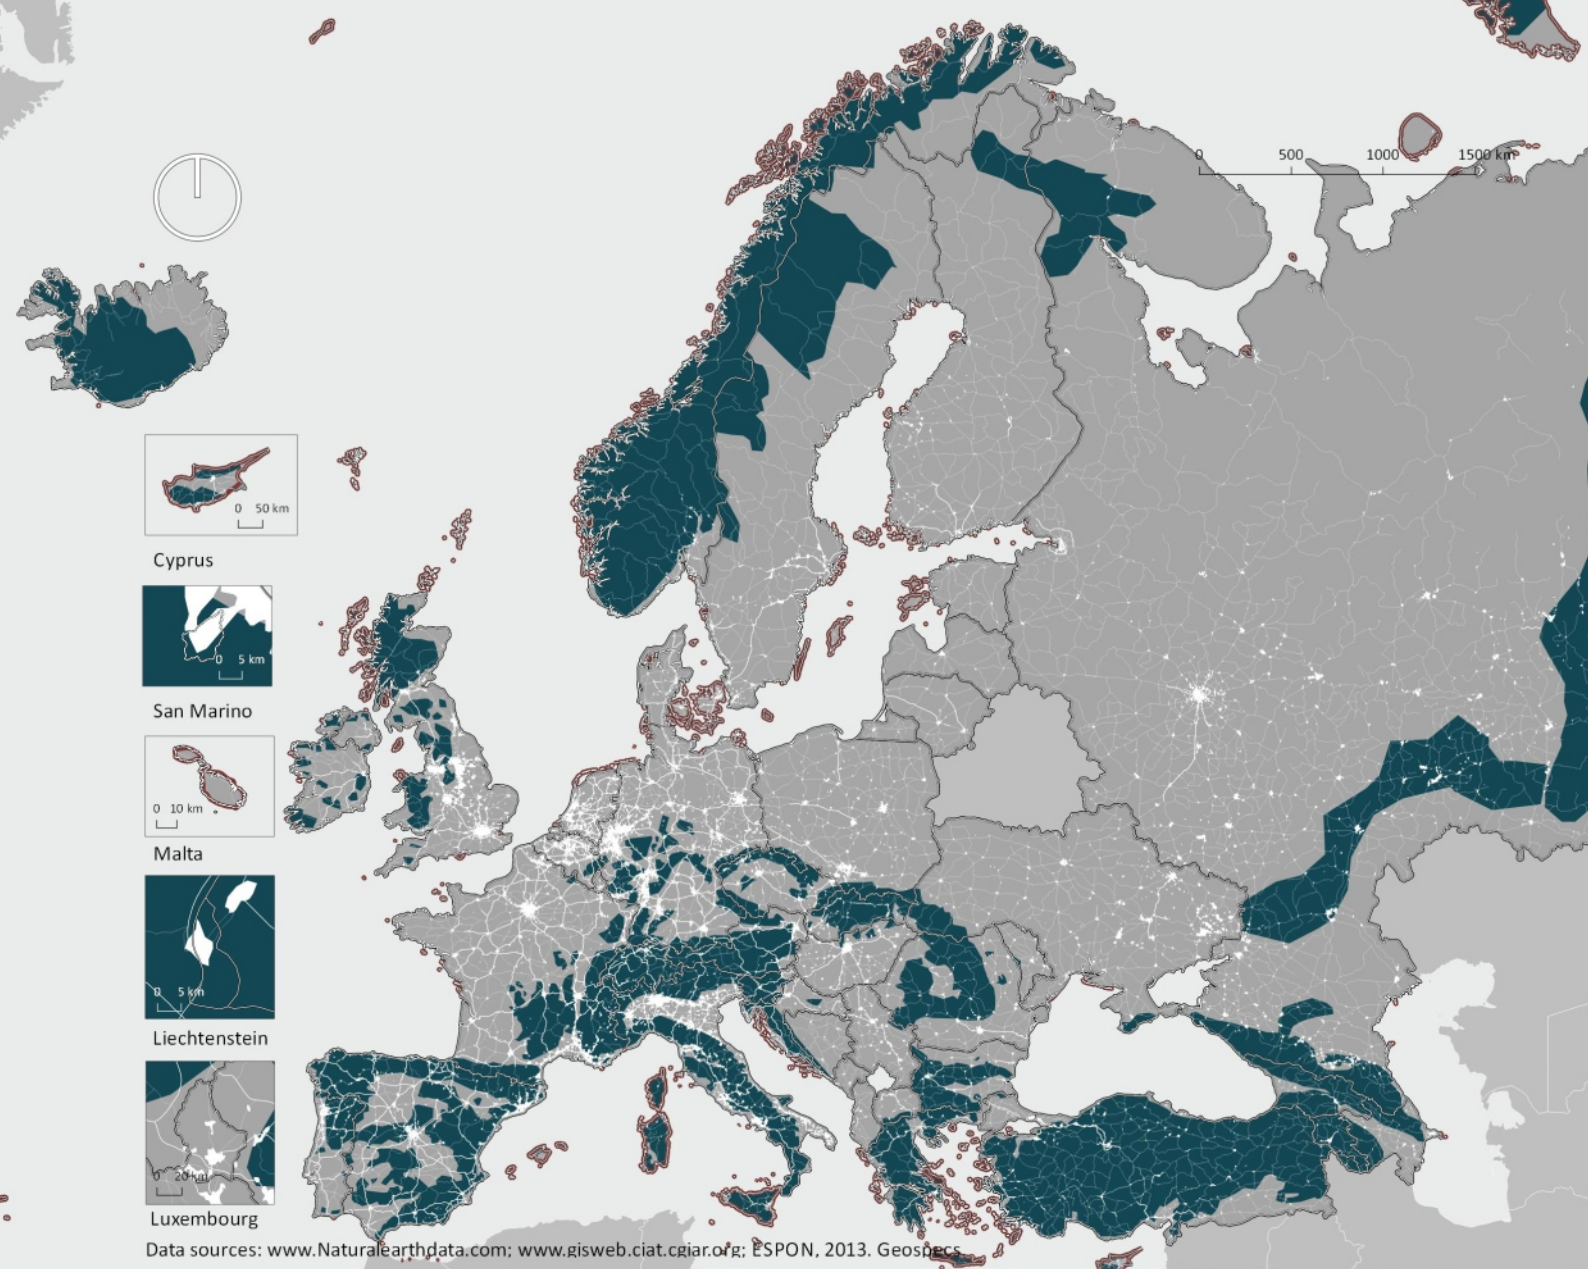 0 500 1000 1500 km
0 50 km
Cyprus
0 5 km
San Marino
0 10 km
Malta
0 5 km
Liechtenstein
0 20 km
Luxembourg
Data sources: www.Naturalearthdata.com; www.gisweb.ciat.cgiar.org; ESPON, 2013. Geospecs.